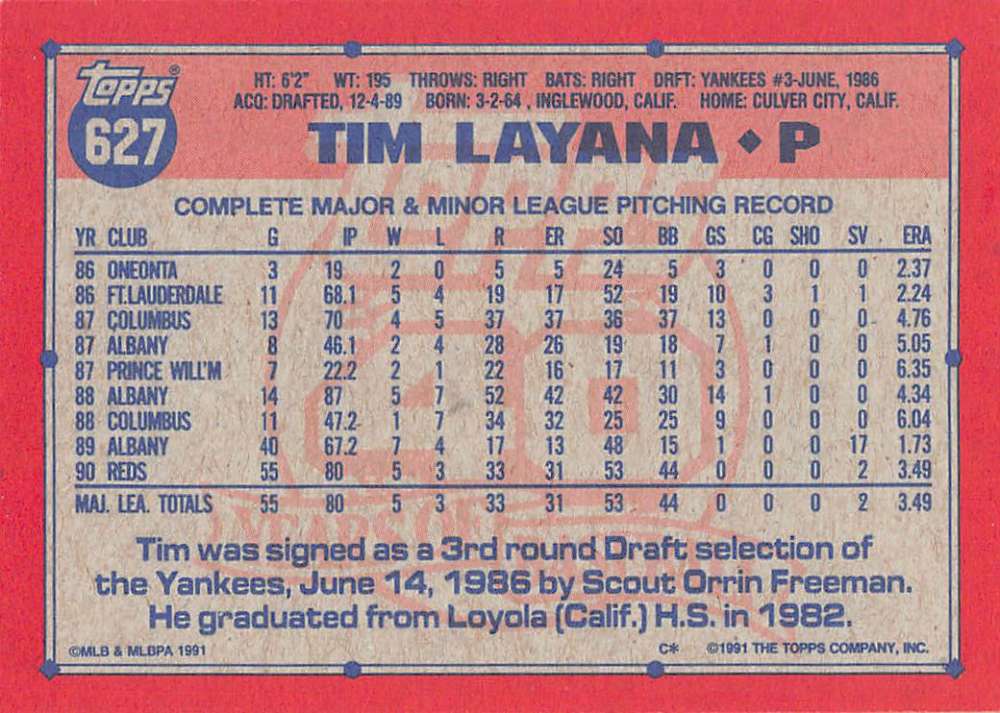 topps®
627
HT: 6'2" WT: 195 THROWS: RIGHT BATS: RIGHT DRFT: YANKEES #3-JUNE, 1986
ACQ: DRAFTED, 12-4-89 BORN: 3-2-64 , INGLEWOOD, CALIF. HOME: CULVER CITY, CALIF.
TIM LAYANA ♦ P
COMPLETE MAJOR & MINOR LEAGUE PITCHING RECORD
YR CLUB G IP W L R ER SO BB GS CG SHO SV ERA
86 ONEONTA 3 19 2 0 5 5 24 5 3 0 0 0 2.37
86 FT.LAUDERDALE 11 68.1 5 4 19 17 52 19 10 3 1 1 2.24
87 COLUMBUS 13 70 4 5 37 37 36 37 13 0 0 0 4.76
87 ALBANY 8 46.1 2 4 28 26 19 18 7 1 0 0 5.05
87 PRINCE WILL'M 7 22.2 2 1 22 16 17 11 3 0 0 0 6.35
88 ALBANY 14 87 5 7 52 42 42 30 14 1 0 0 4.34
88 COLUMBUS 11 47.2 1 7 34 32 25 25 9 0 0 0 6.04
89 ALBANY 40 67.2 7 4 17 13 48 15 1 0 0 17 1.73
90 REDS 55 80 5 3 33 31 53 44 0 0 0 2 3.49
MAJ. LEA. TOTALS 55 80 5 3 33 31 53 44 0 0 0 2 3.49
Tim was signed as a 3rd round Draft selection of
the Yankees, June 14, 1986 by Scout Orrin Freeman.
He graduated from Loyola (Calif.) H.S. in 1982.
©MLB & MLBPA 1991 C* ©1991 THE TOPPS COMPANY, INC.
topps
40
YEARS OF